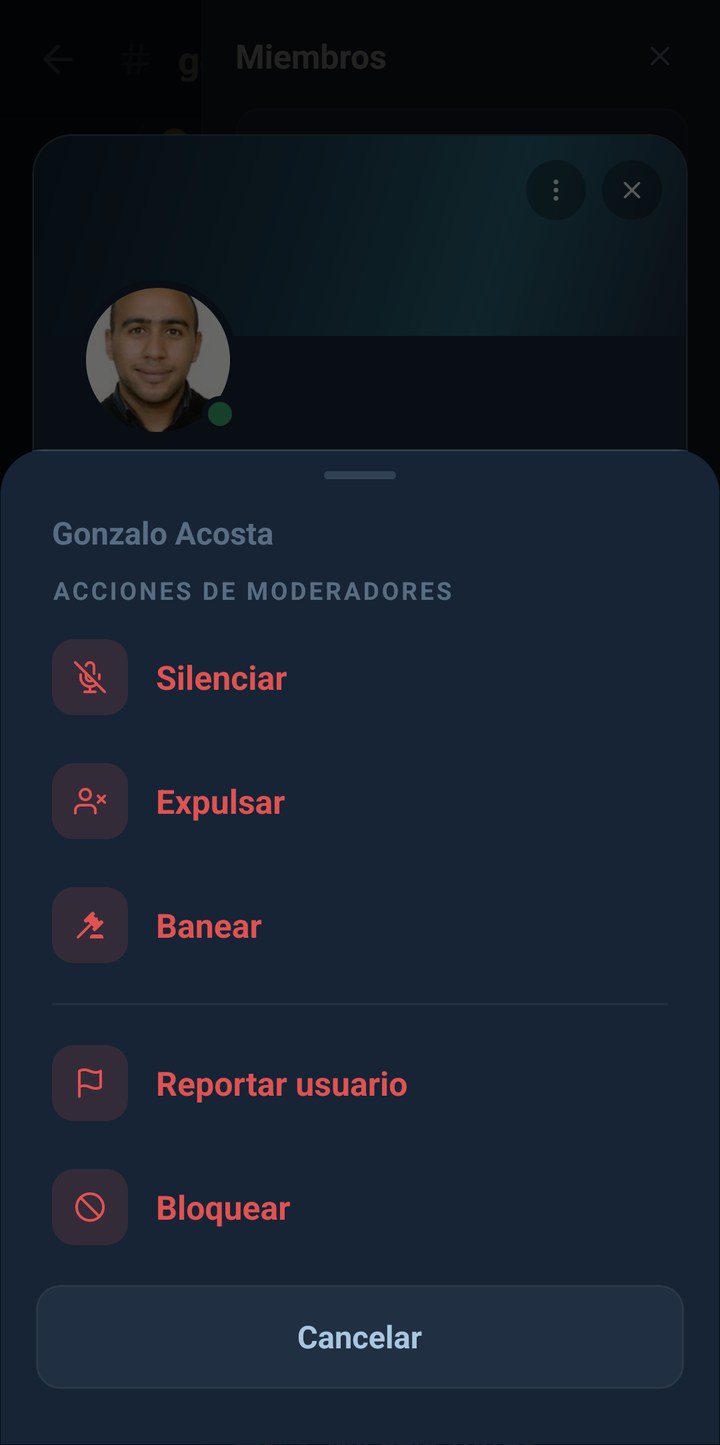 # g
Miembros
Gonzalo Acosta
ACCIONES DE MODERADORES
Silenciar
Expulsar
Banear
Reportar usuario
Bloquear
Cancelar